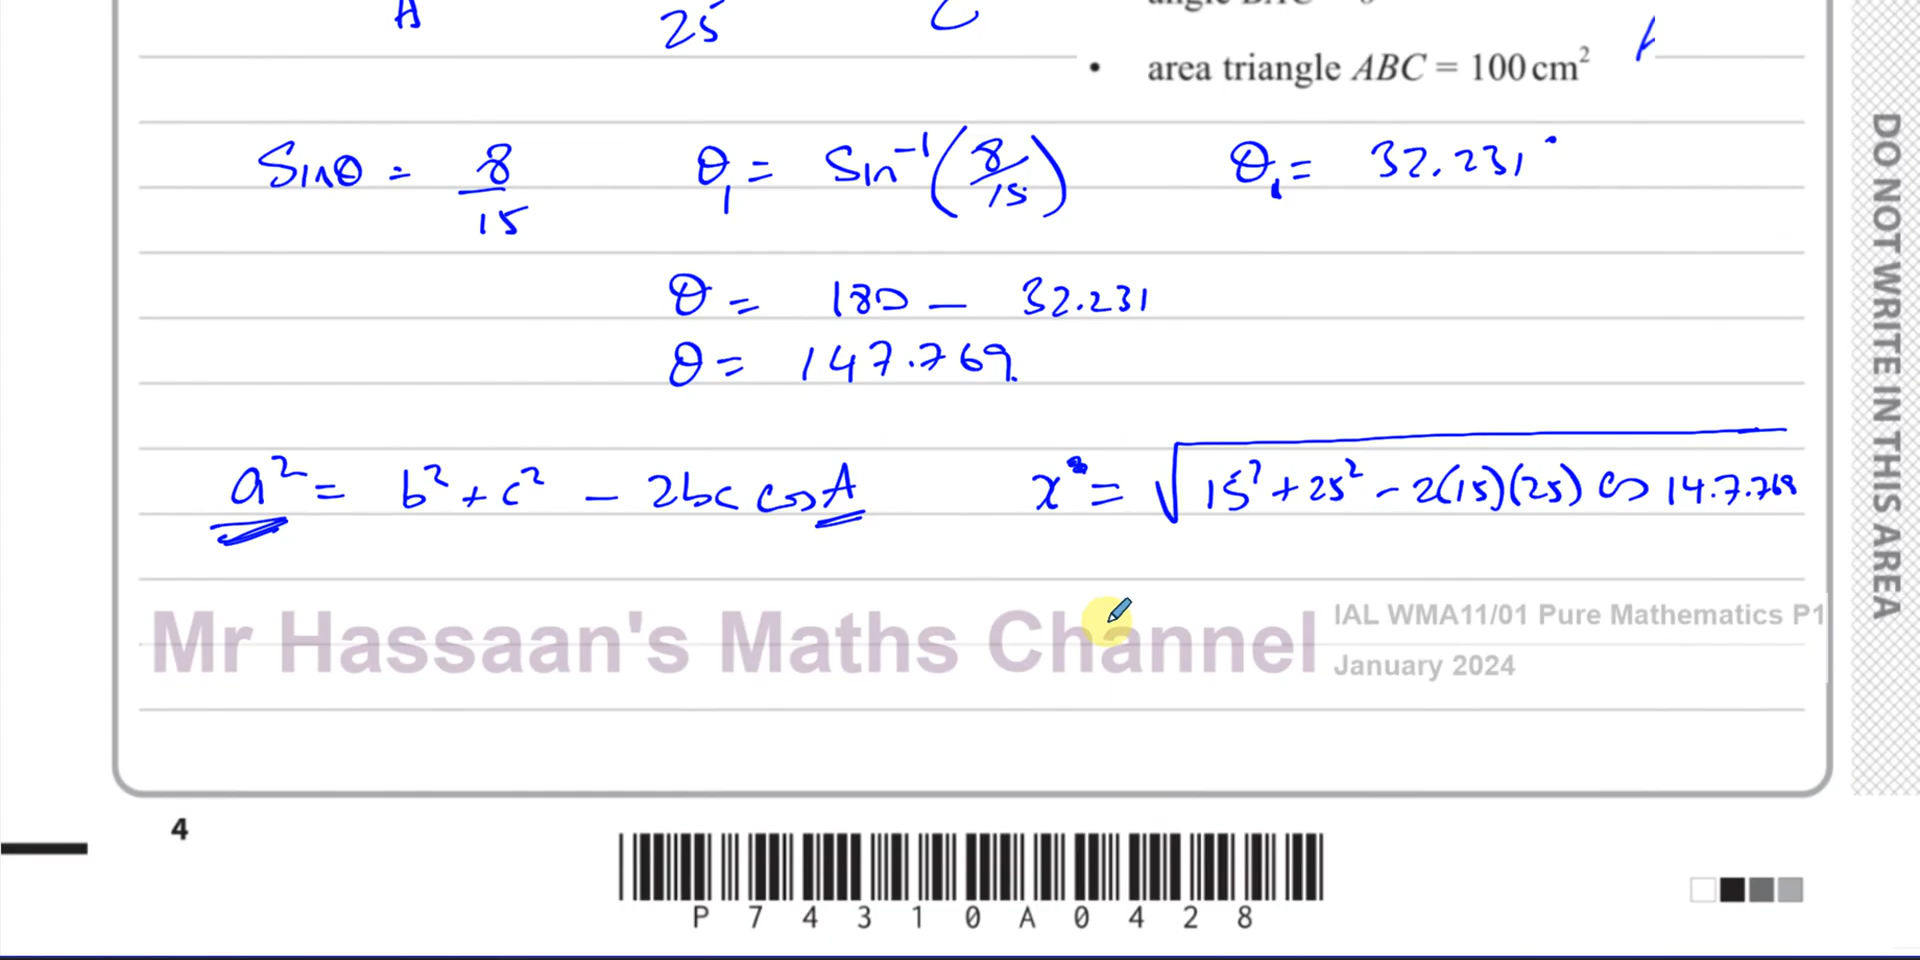 A 25 C
• area triangle ABC = 100 cm²
Sinθ = 8/15 θ₁ = Sin⁻¹(8/15) θ₁ = 32.231°
θ = 180 − 32.231
θ = 147.769
a² = b² + c² − 2bc cosA x = √15² + 25² − 2(15)(25) cos 147.769
Mr Hassaan's Maths Channel
IAL WMA11/01 Pure Mathematics P1
January 2024
4
P 7 4 3 1 0 A 0 4 2 8
DO NOT WRITE IN THIS AREA